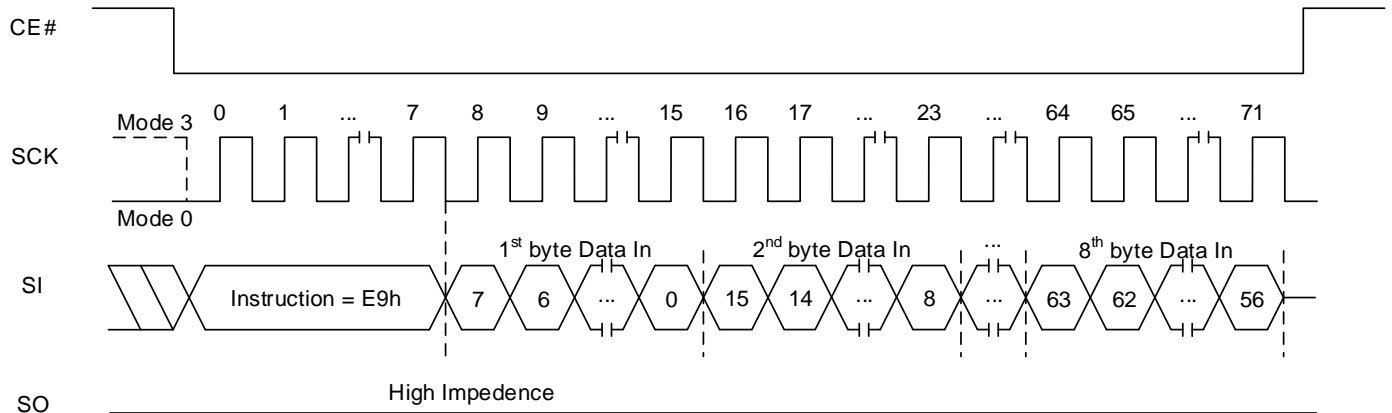 CE#
0 1 ... 7 8 9 ... 15 16 17 ... 23 ... 64 65 ... 71
Mode 3
SCK
Mode 0
1st byte Data In 2nd byte Data In ... 8th byte Data In
SI
Instruction = E9h 7 6 ... 0 15 14 ... 8 ... 63 62 ... 56
High Impedence
SO